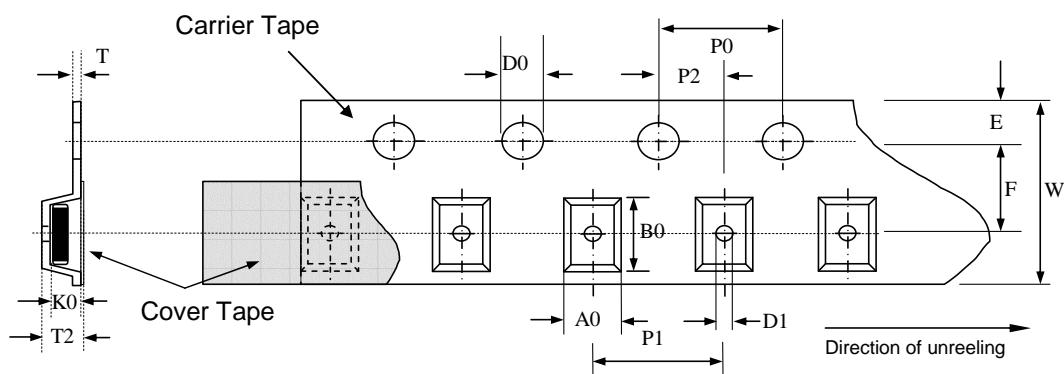 Carrier Tape
T
D0
P0
P2
E
F
W
B0
K0
Cover Tape
T2
A0
P1
D1
Direction of unreeling